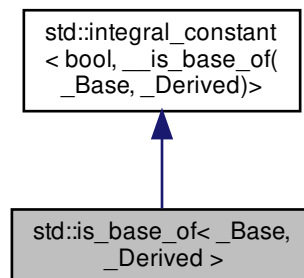 std::integral_constant
< bool, __is_base_of(
_Base, _Derived)>
std::is_base_of< _Base,
_Derived >